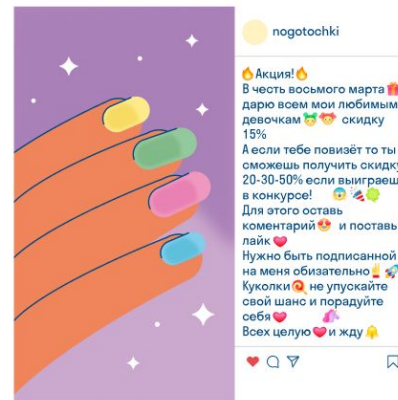 nogotochki
🔥Акция!🔥
В честь восьмого марта🎁
дарю всем мои любимым
девочкам👧👧 скидку
15%
А если тебе повизёт то ты
сможешь получить скидку
20-30-50% если выиграеш
в конкурсе! 😱🎉
Для этого оставь
коментарий😍 и поставь
лайк❤️
Нужно быть подписанной
на меня обязательно✌️🚀
Куколки🍭 не упускайте
свой шанс и порадуйте
себя❤️ 🦄
Всех целую❤️и жду🔔